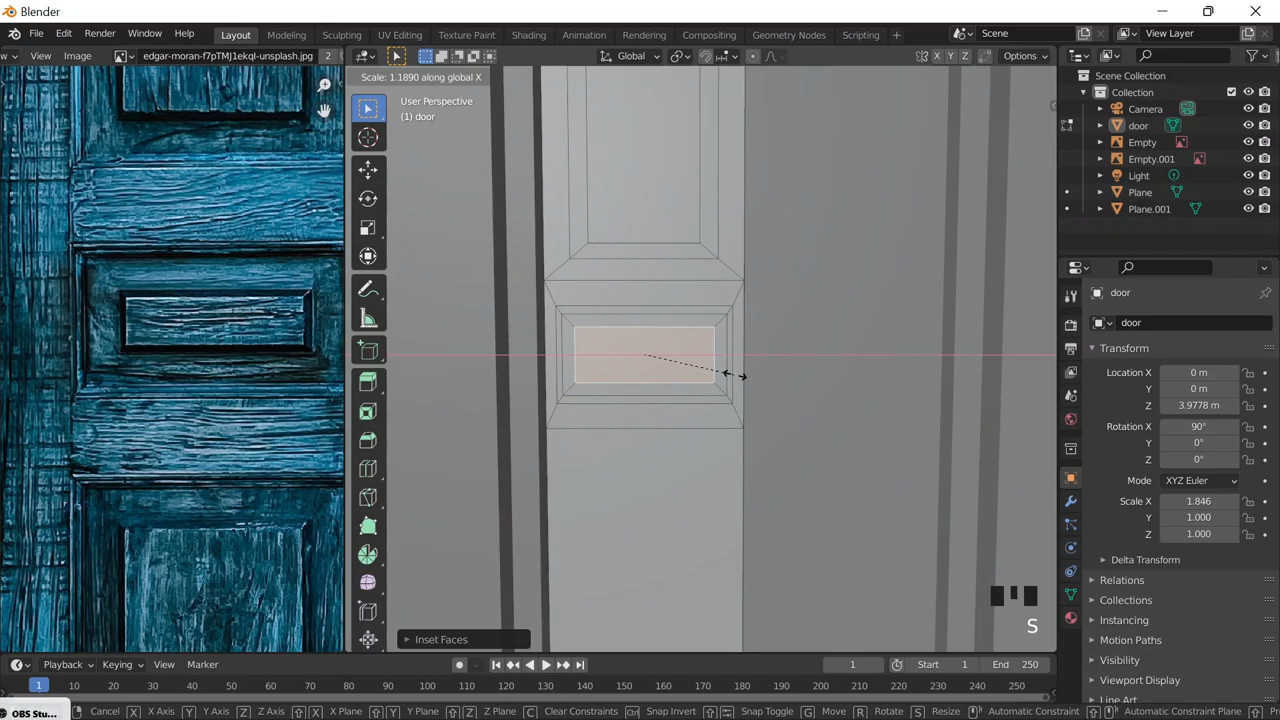 Blender
File Edit Render Window Help
Layout Modeling Sculpting UV Editing Texture Paint Shading Animation Rendering Compositing Geometry Nodes Scripting
Scene
View Layer
View Image
edgar-moran-f7pTMJ1ekqI-unsplash.jpg 2
Global
X Y Z
Options
Scale: 1.1890 along global X
User Perspective
(1) door
Scene Collection
Collection
Camera
door
Empty
Empty.001
Light
Plane
Plane.001
door
door
Transform
Location X 0 m
Y 0 m
Z 3.9778 m
Rotation X 90°
Y 0°
Z 0°
Mode XYZ Euler
Scale X 1.846
Y 1.000
Z 1.000
Delta Transform
Relations
Collections
Instancing
Motion Paths
Visibility
Viewport Display
Line Art
S
Inset Faces
Playback Keying View Marker
1
Start 1
End 250
1 10 20 30 40 50 60 70 80 90 100 110 120 130 140 150 160 170 180 190 200 210 220 230 240 250
OBS Stu...
Cancel X X Axis Y Y Axis Z Z Axis X X Plane Y Y Plane Z Z Plane C Clear Constraints Ctrl Snap Invert Snap Toggle G Move R Rotate S Resize Automatic Constraint Automatic Constraint Plane